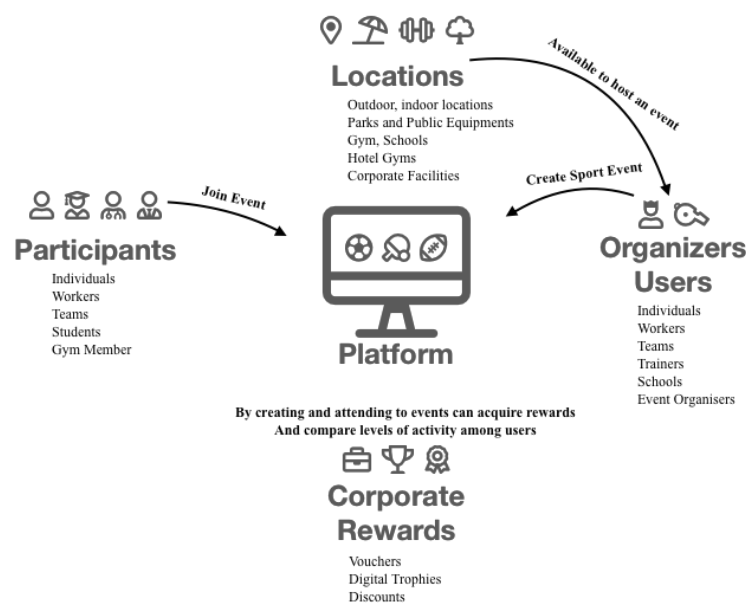 Locations
Outdoor, indoor locations
Parks and Public Equipments
Gym, Schools
Hotel Gyms
Corporate Facilities
Available to host an event
Join Event
Create Sport Event
Participants
Individuals
Workers
Teams
Students
Gym Member
Platform
Organizers
Users
Individuals
Workers
Teams
Trainers
Schools
Event Organisers
By creating and attending to events can acquire rewards
And compare levels of activity among users
Corporate
Rewards
Vouchers
Digital Trophies
Discounts